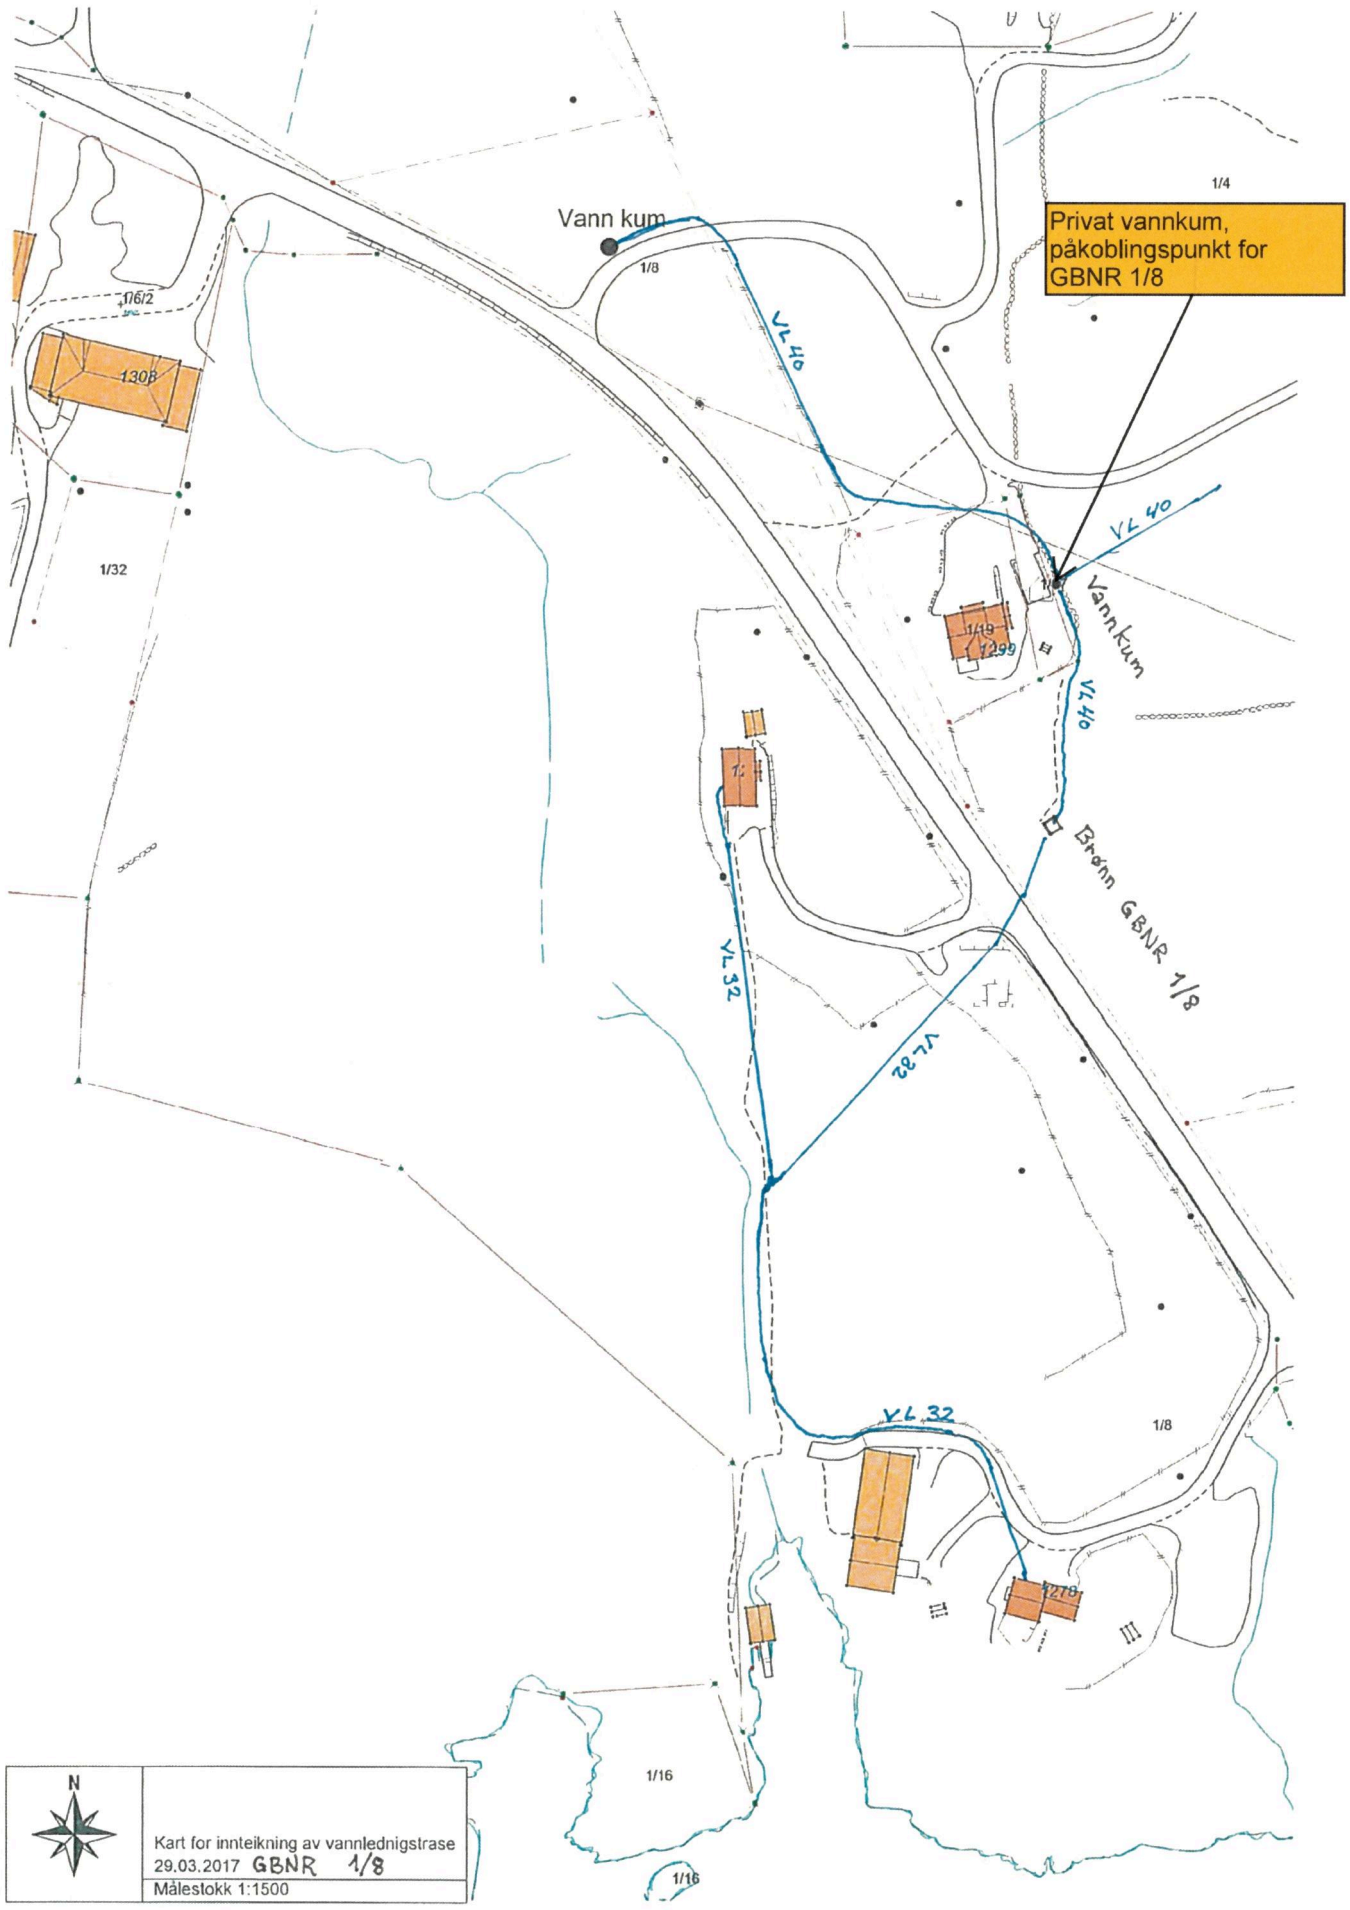 1/4
Privat vannkum,
påkoblingspunkt for
GBNR 1/8
Vann kum
1/8
1/6/2
VL 40
1308
VL 40
1/32
Vannkum
1/19
1299
VL 40
Brønn GBNR 1/8
VL 32
VL 32
VL 32
1/8
1278
1/16
1/16
N
Kart for innteikning av vannlednigstrase
29.03.2017 GBNR 1/8
Målestokk 1:1500